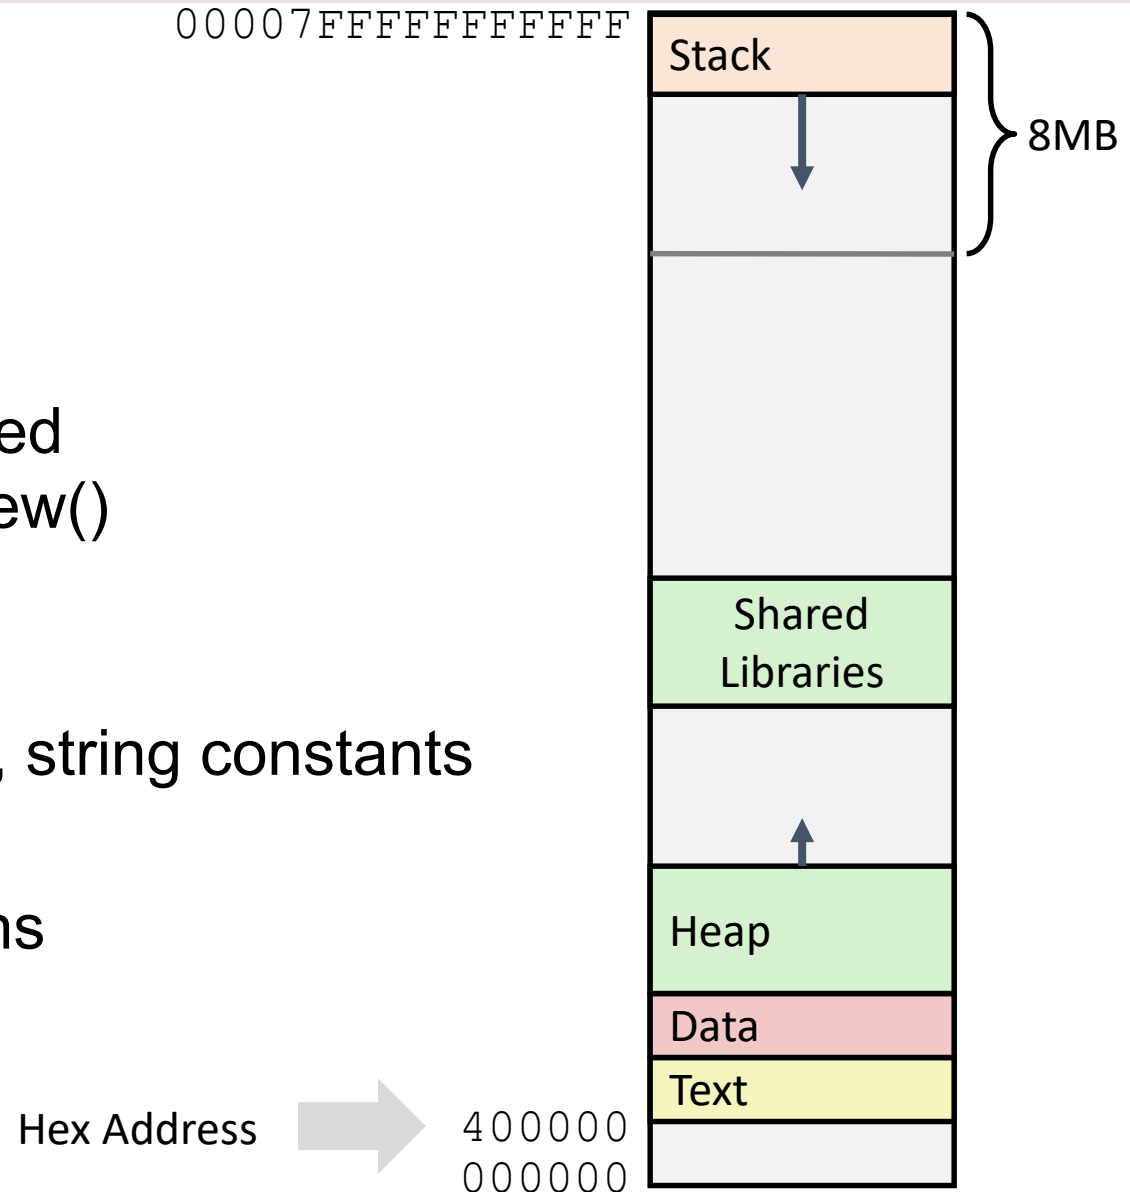 00007FFFFFFFFFFF
Stack
8MB
ed
ew()
Shared
Libraries
, string constants
Heap
ns
Data
Text
Hex Address
400000
000000